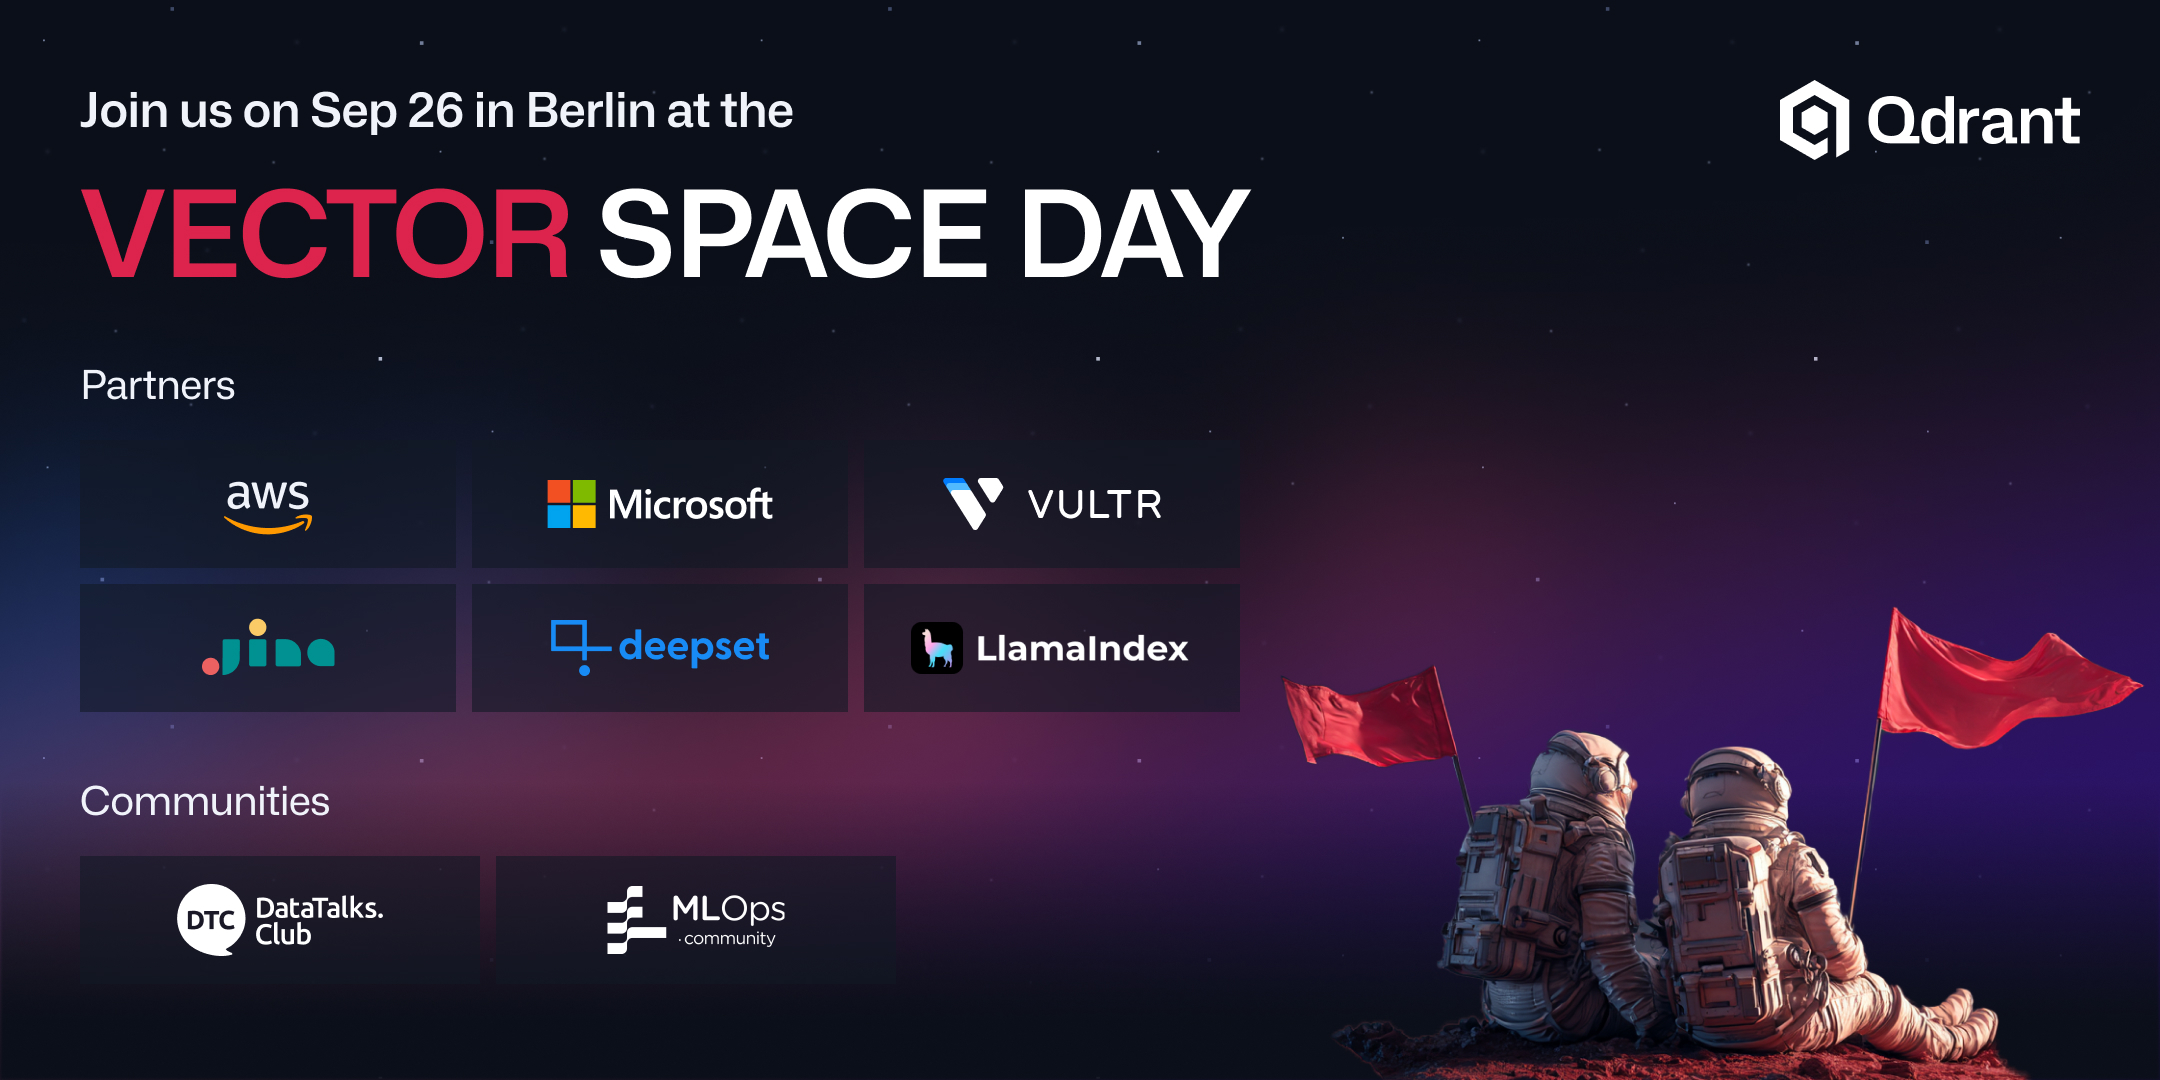 Join us on Sep 26 in Berlin at the
Qdrant
VECTOR SPACE DAY
Partners
aws
Microsoft
VULTR
jina
deepset
LlamaIndex
Communities
DTC
DataTalks.
Club
MLOps
·community